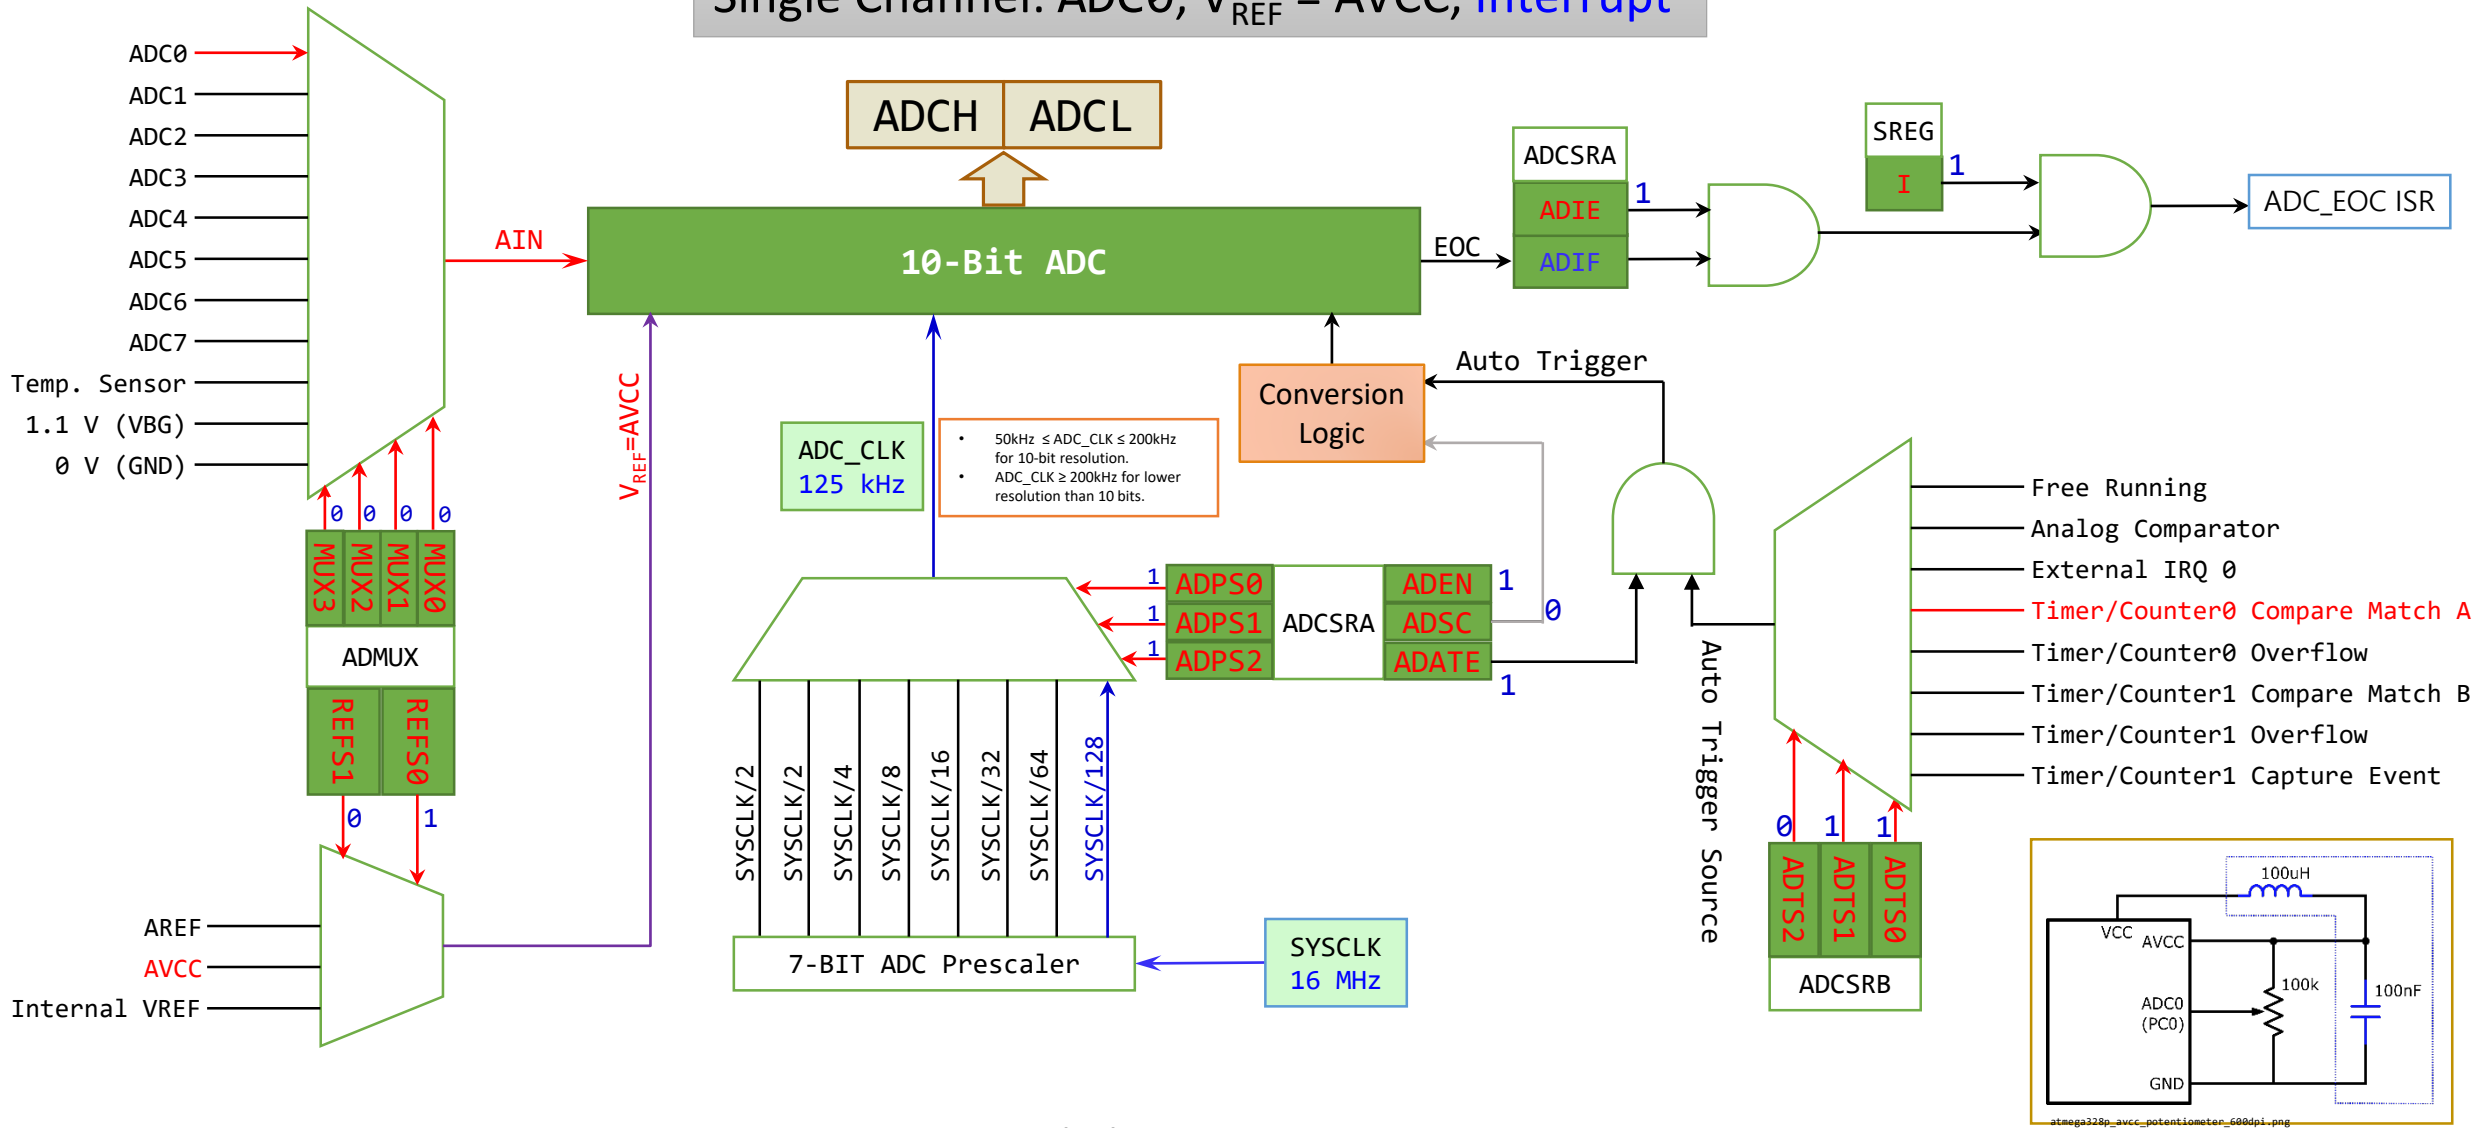 Single Channel: ADC0, VREF = AVCC, Interrupt
ADC0
ADC1
ADC2
ADC3
ADC4
ADC5
ADC6
ADC7
Temp. Sensor
1.1 V (VBG)
0 V (GND)
0 0 0 0
MUX3 MUX2 MUX1 MUX0
ADMUX
REFS1 REFS0
0 1
AREF
AVCC
Internal VREF
AIN
VREF=AVCC
ADCH ADCL
10-Bit ADC
EOC
ADCSRA
ADIE
ADIF
1
SREG
I
1
ADC_EOC ISR
ADC_CLK
125 kHz
• 50kHz ≤ ADC_CLK ≤ 200kHz
for 10-bit resolution.
• ADC_CLK ≥ 200kHz for lower
resolution than 10 bits.
Conversion
Logic
Auto Trigger
1 ADPS0
1 ADPS1
1 ADPS2
ADCSRA
ADEN 1
ADSC 0
ADATE 1
SYSCLK/2
SYSCLK/2
SYSCLK/4
SYSCLK/8
SYSCLK/16
SYSCLK/32
SYSCLK/64
SYSCLK/128
7-BIT ADC Prescaler
SYSCLK
16 MHz
Auto Trigger Source
Free Running
Analog Comparator
External IRQ 0
Timer/Counter0 Compare Match A
Timer/Counter0 Overflow
Timer/Counter1 Compare Match B
Timer/Counter1 Overflow
Timer/Counter1 Capture Event
0 1 1
ADTS2 ADTS1 ADTS0
ADCSRB
100uH
VCC
AVCC
100k
100nF
ADC0
(PC0)
GND
atmega328p_avcc_potentiometer_600dpi.png